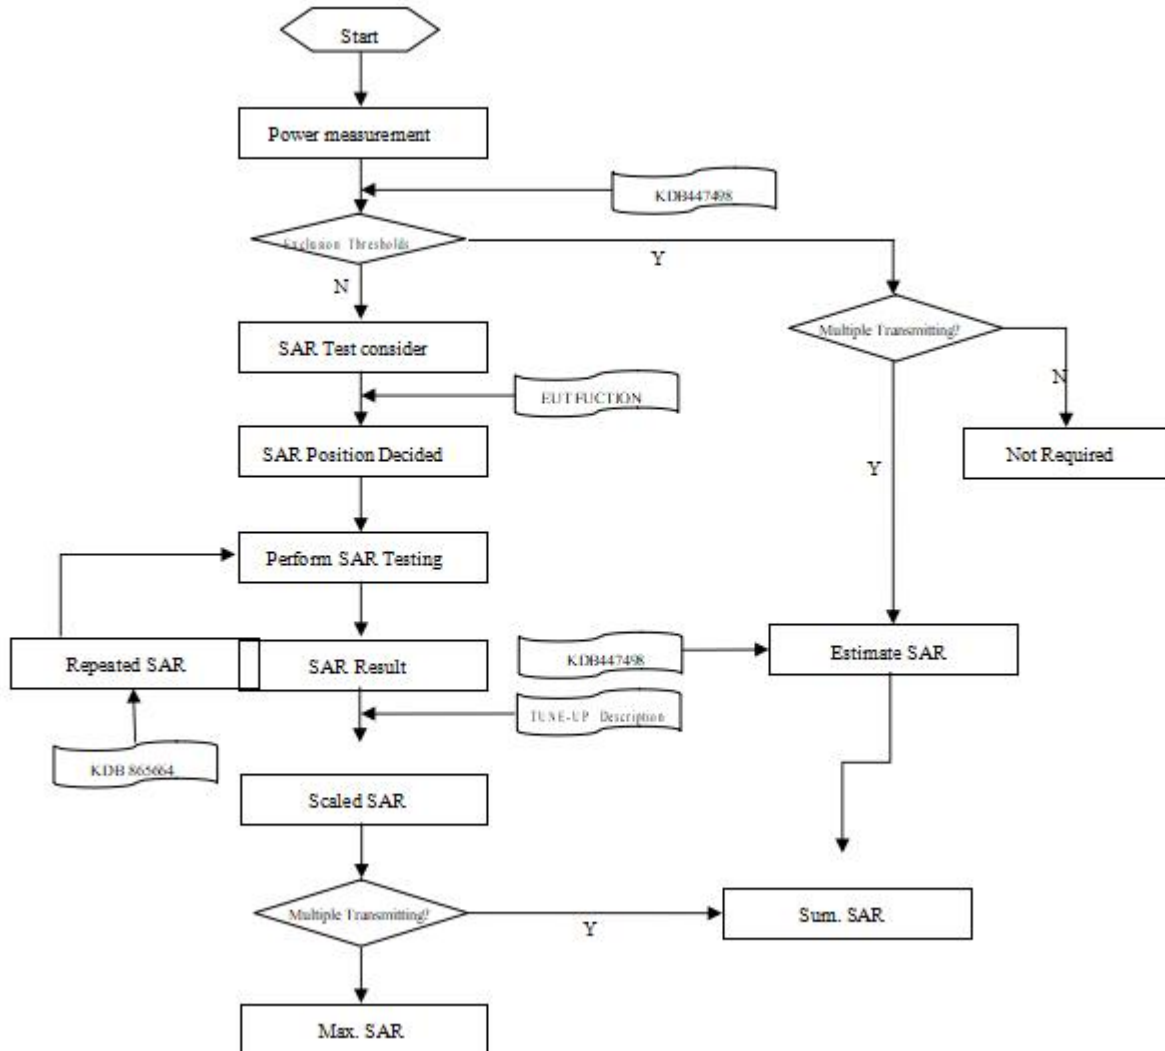 Start
Power measurement
KDB447498
Exclusion Thresholds
Y
N
Multiple Transmitting?
SAR Test consider
N
EUT FUCTION
SAR Position Decided
Not Required
Y
Perform SAR Testing
Repeated SAR
SAR Result
KDB447498
Estimate SAR
TUNE-UP Description
KDB 865664
Scaled SAR
Multiple Transmitting?
Y
Sum. SAR
Max. SAR